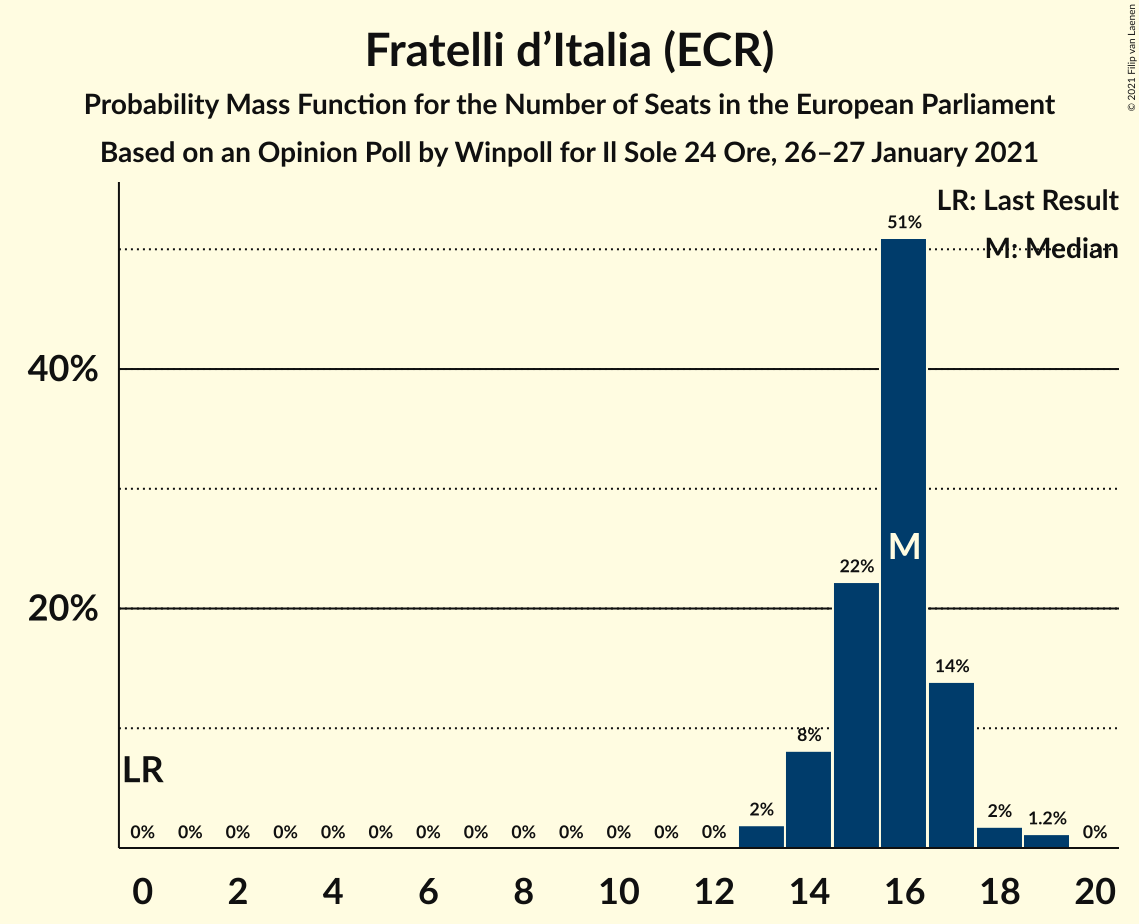 Fratelli d’Italia (ECR)
Probability Mass Function for the Number of Seats in the European Parliament
Based on an Opinion Poll by Winpoll for Il Sole 24 Ore, 26–27 January 2021
© 2021 Filip van Laenen
LR: Last Result
M: Median
51%
40%
M
22%
20%
14%
8%
LR
0% 0% 0% 0% 0% 0% 0% 0% 0% 0% 0% 0% 0% 2% 2% 1.2% 0%
0 2 4 6 8 10 12 14 16 18 20